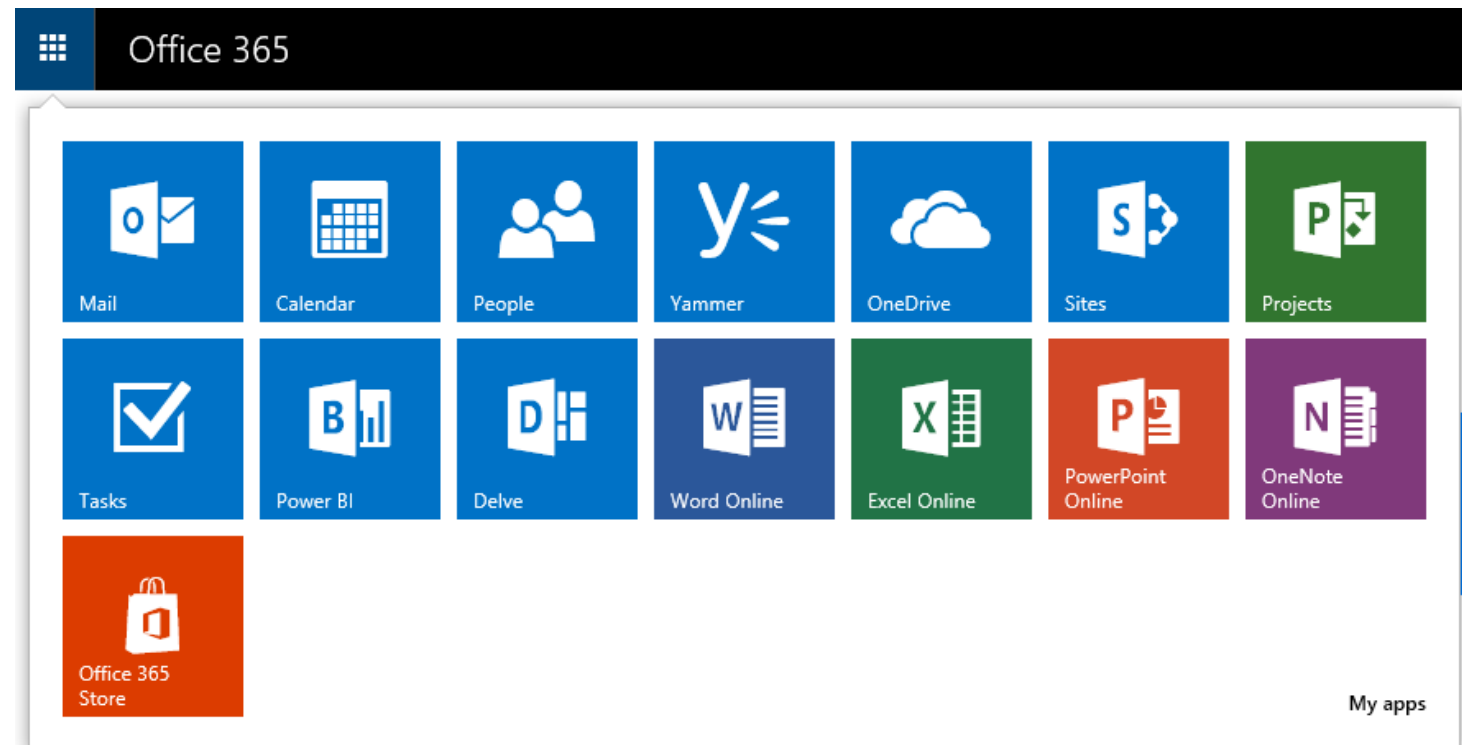 Office 365
Mail
Calendar
People
Yammer
OneDrive
Sites
Projects
Tasks
Power BI
Delve
Word Online
Excel Online
PowerPoint
Online
OneNote
Online
Office 365
Store
My apps